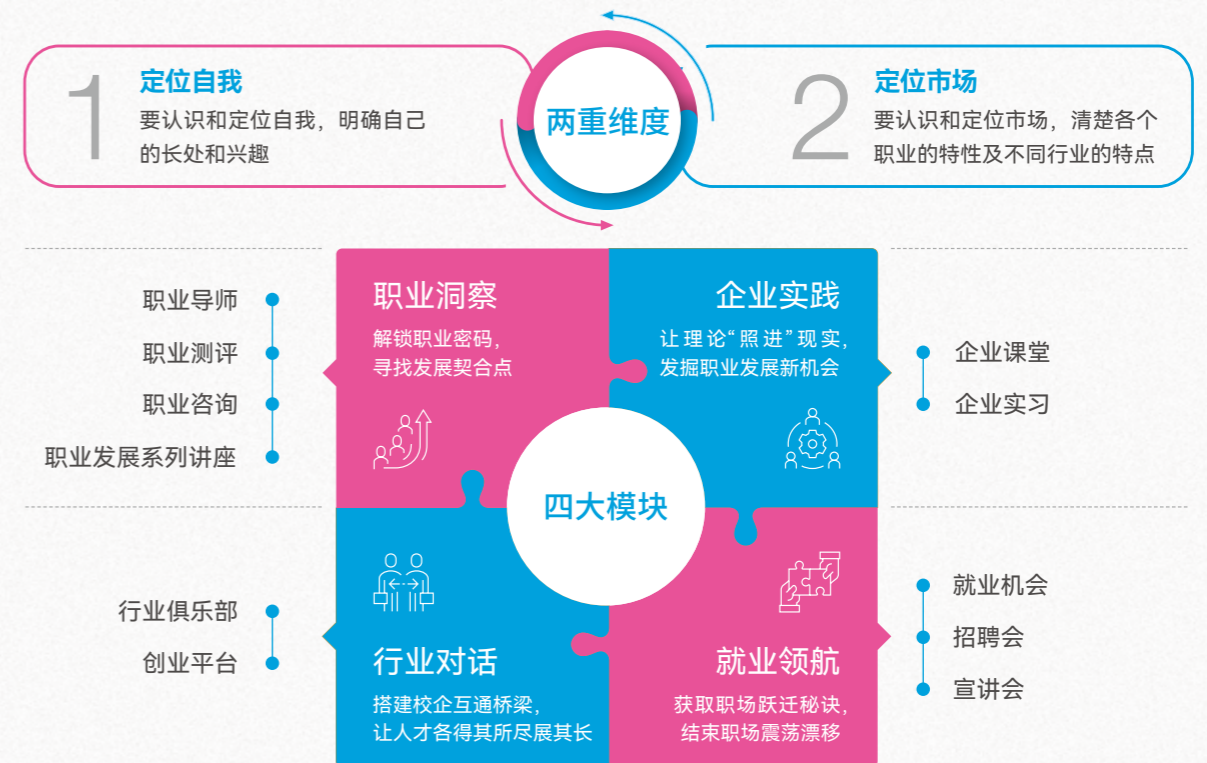 1
定位自我
要认识和定位自我，明确自己
的长处和兴趣
两重维度
2
定位市场
要认识和定位市场，清楚各个
职业的特性及不同行业的特点
职业导师
职业测评
职业咨询
职业发展系列讲座
职业洞察
解锁职业密码，
寻找发展契合点
企业实践
让理论“照进”现实，
发掘职业发展新机会
企业课堂
企业实习
四大模块
行业俱乐部
创业平台
行业对话
搭建校企互通桥梁，
让人才各得其所尽展其长
就业领航
获取职场跃迁秘诀，
结束职场震荡漂移
就业机会
招聘会
宣讲会